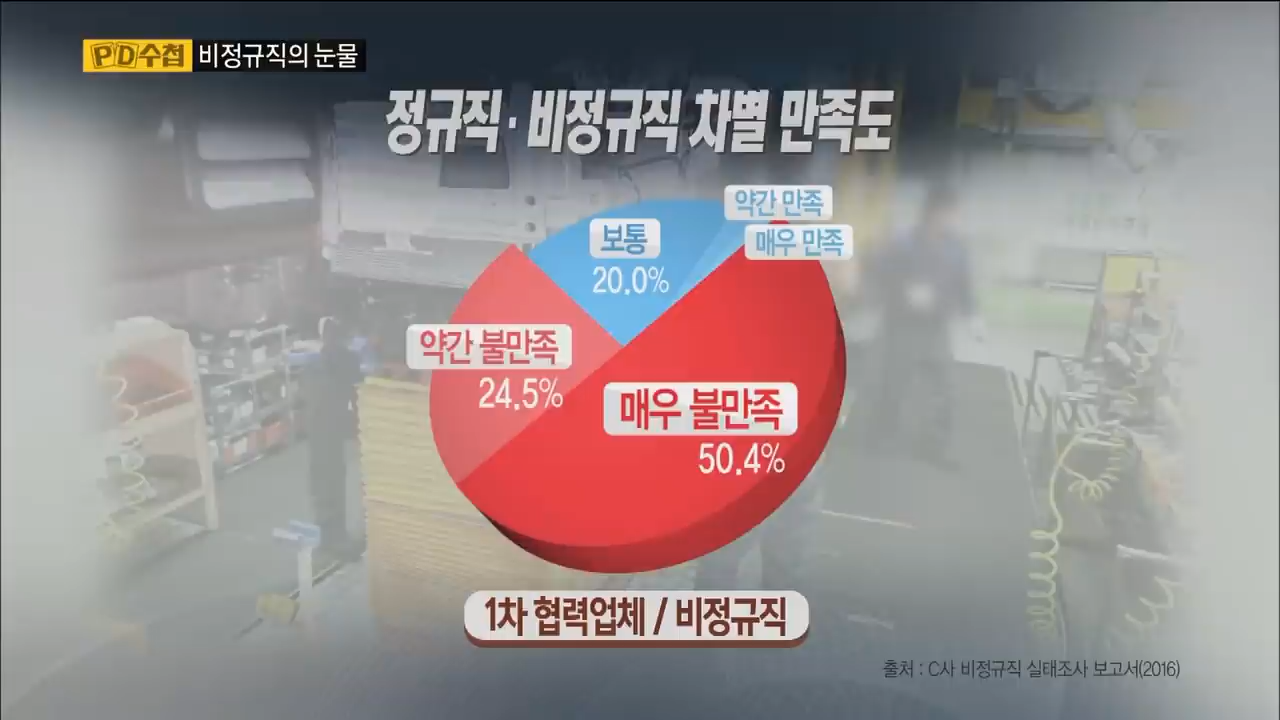 PD수첩 비정규직의 눈물
정규직·비정규직 차별 만족도
약간 만족
매우 만족
보통
20.0%
약간 불만족
24.5%
매우 불만족
50.4%
1차 협력업체 / 비정규직
출처 : C사 비정규직 실태조사 보고서(2016)